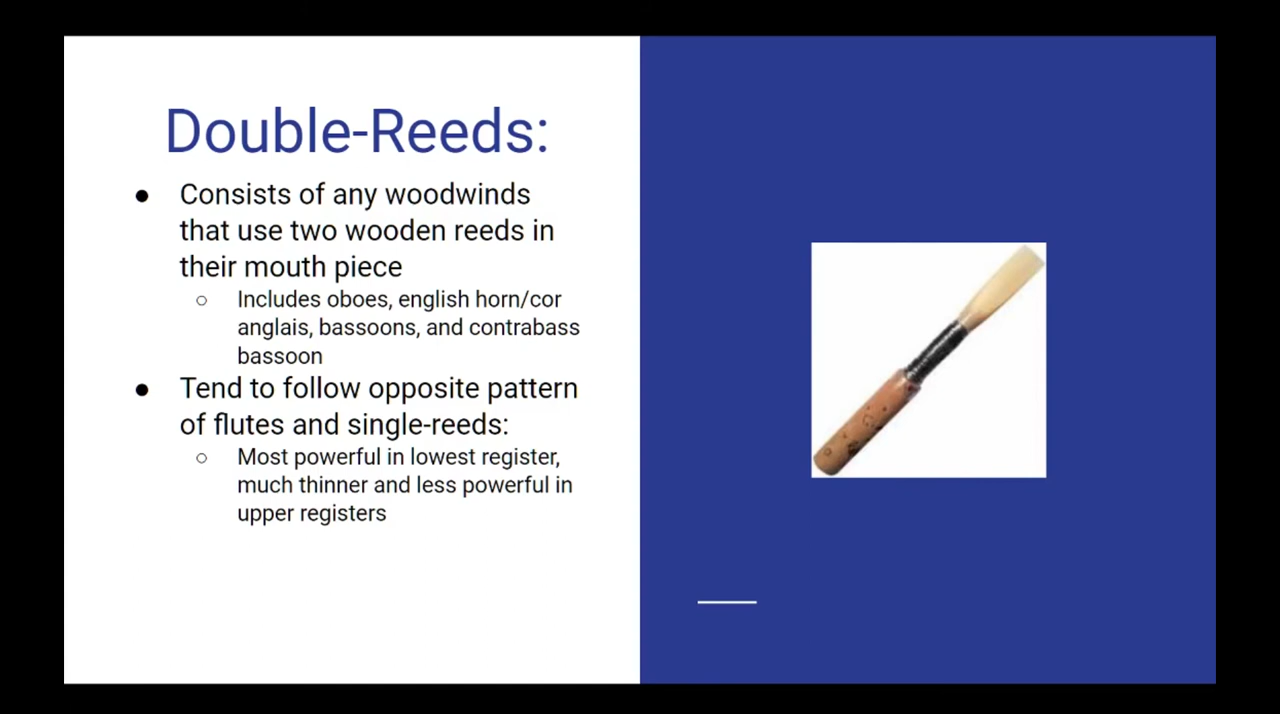 Double-Reeds:
● Consists of any woodwinds
that use two wooden reeds in
their mouth piece
○ Includes oboes, english horn/cor
anglais, bassoons, and contrabass
bassoon
● Tend to follow opposite pattern
of flutes and single-reeds:
○ Most powerful in lowest register,
much thinner and less powerful in
upper registers